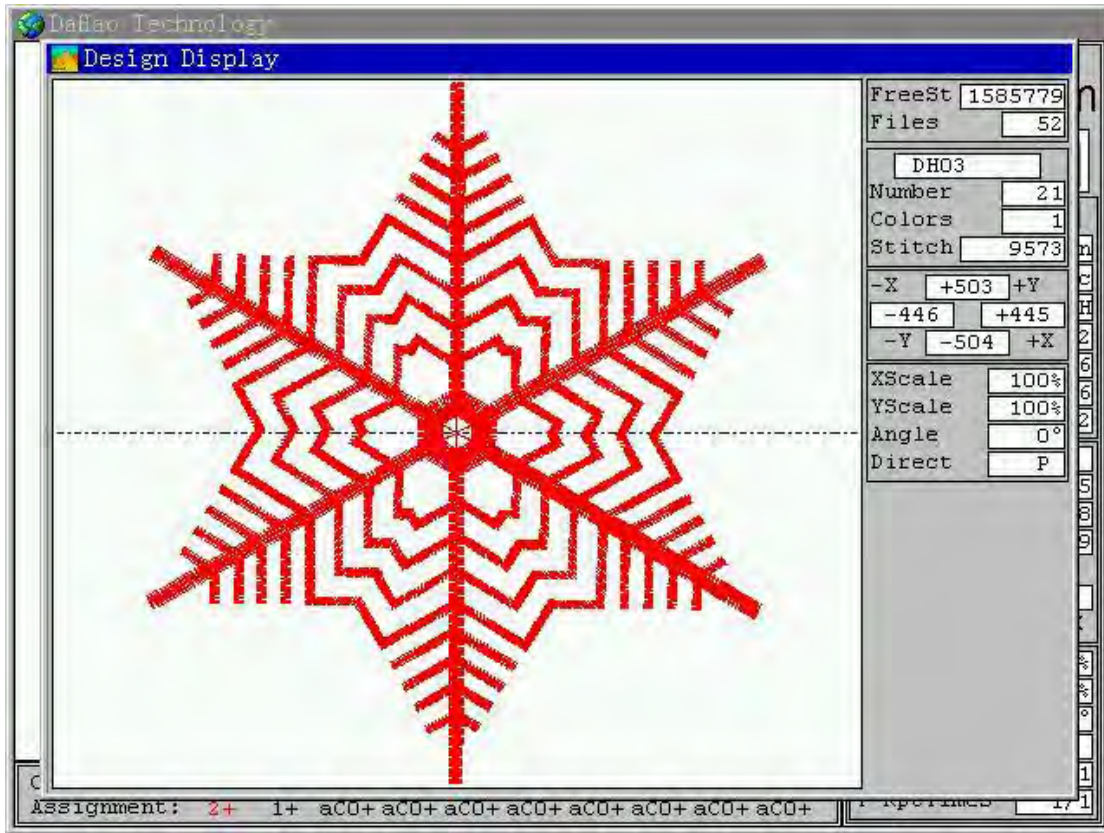 DaHao Technology
Design Display
FreeSt 1585779
Files 52
DH03
Number 21
Colors 1
Stitch 9573
-X +503 +Y
-446 +445
-Y -504 +X
XScale 100%
YScale 100%
Angle 0°
Direct P
Assignment: 2+ 1+ aC0+ aC0+ aC0+ aC0+ aC0+ aC0+ aC0+ aC0+